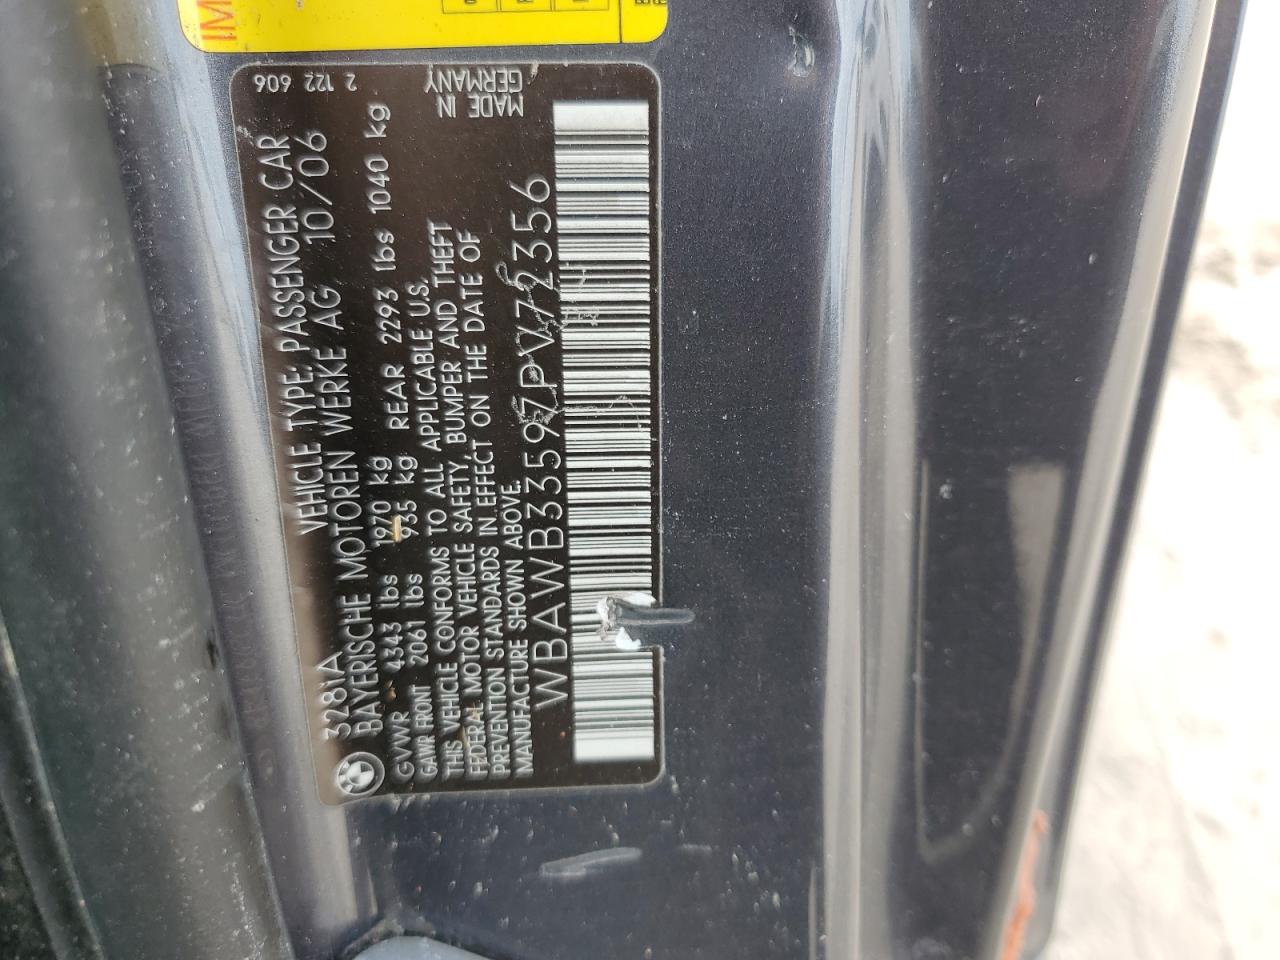 IM
2 122 606
MADE IN
GERMANY
328iA VEHICLE TYPE: PASSENGER CAR
BAYERISCHE MOTOREN WERKE AG 10/06
GVWR 4343 lbs 1970 kg REAR 2293 lbs 1040 kg
GAWR FRONT 2061 lbs 935 kg
THIS VEHICLE CONFORMS TO ALL APPLICABLE U.S.
FEDERAL MOTOR VEHICLE SAFETY, BUMPER AND THEFT
PREVENTION STANDARDS IN EFFECT ON THE DATE OF
MANUFACTURE SHOWN ABOVE.
WBAWB33597PV72356